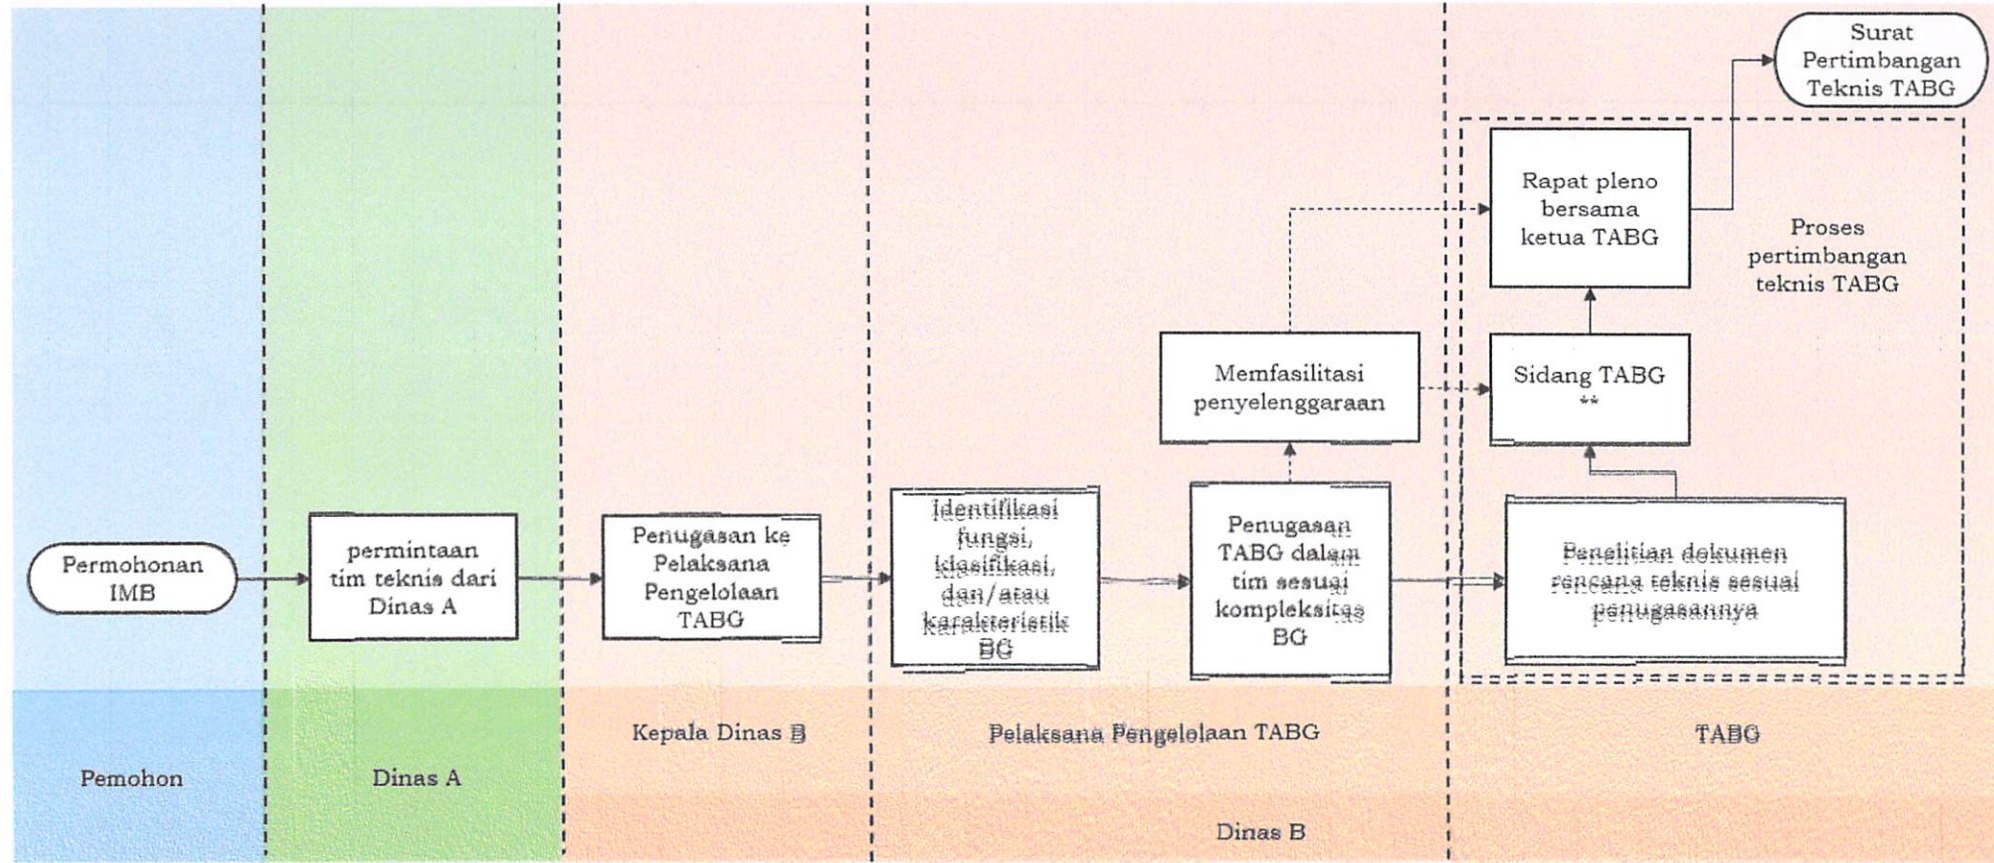 Surat
Pertimbangan
Teknis TABG
Rapat pleno
bersama
ketua TABG
Proses
pertimbangan
teknis TABG
Memfasilitasi
penyelenggaraan
Sidang TABG
**
Permohonan
IMB
permintaan
tim teknis dari
Dinas A
Penugasan ke
Pelaksana
Pengelolaan
TABG
Identifikasi
fungsi,
klasifikasi,
dan/atau
karakteristik
BG
Penugasan
TABG dalam
tim sesuai
kompleksitas
BG
Penelitian dokumen
rencana teknis sesuai
penugasannya
Pemohon
Dinas A
Kepala Dinas B
Pelaksana Pengelolaan TABG
TABG
Dinas B